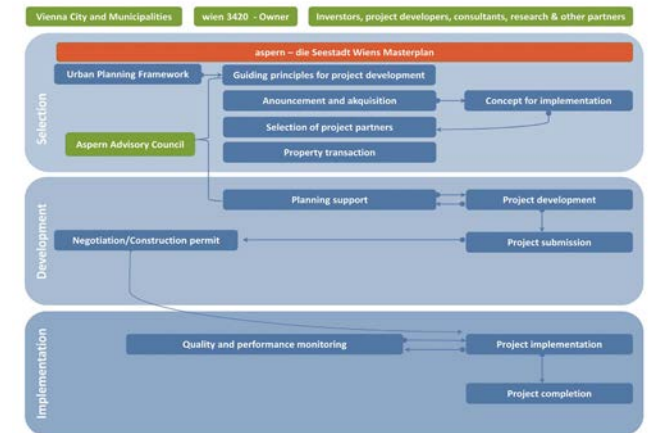 Vienna City and Municipalities
wien 3420 - Owner
Inverstors, project developers, consultants, research & other partners
aspern – die Seestadt Wiens Masterplan
Selection
Urban Planning Framework
Guiding principles for project development
Anouncement and akquisition
Concept for implementation
Selection of project partners
Aspern Advisory Council
Property transaction
Development
Planning support
Project development
Negotiation/Construction permit
Project submission
Implementation
Quality and performance monitoring
Project implementation
Project completion